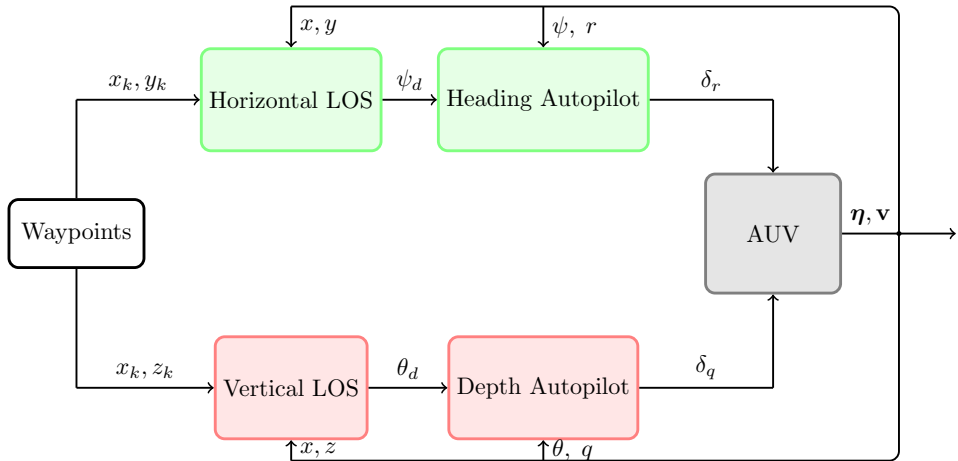 x, y
ψ, r
x_k, y_k
Horizontal LOS
ψ_d
Heading Autopilot
δ_r
Waypoints
AUV
η, v
x_k, z_k
Vertical LOS
θ_d
Depth Autopilot
δ_q
x, z
θ, q